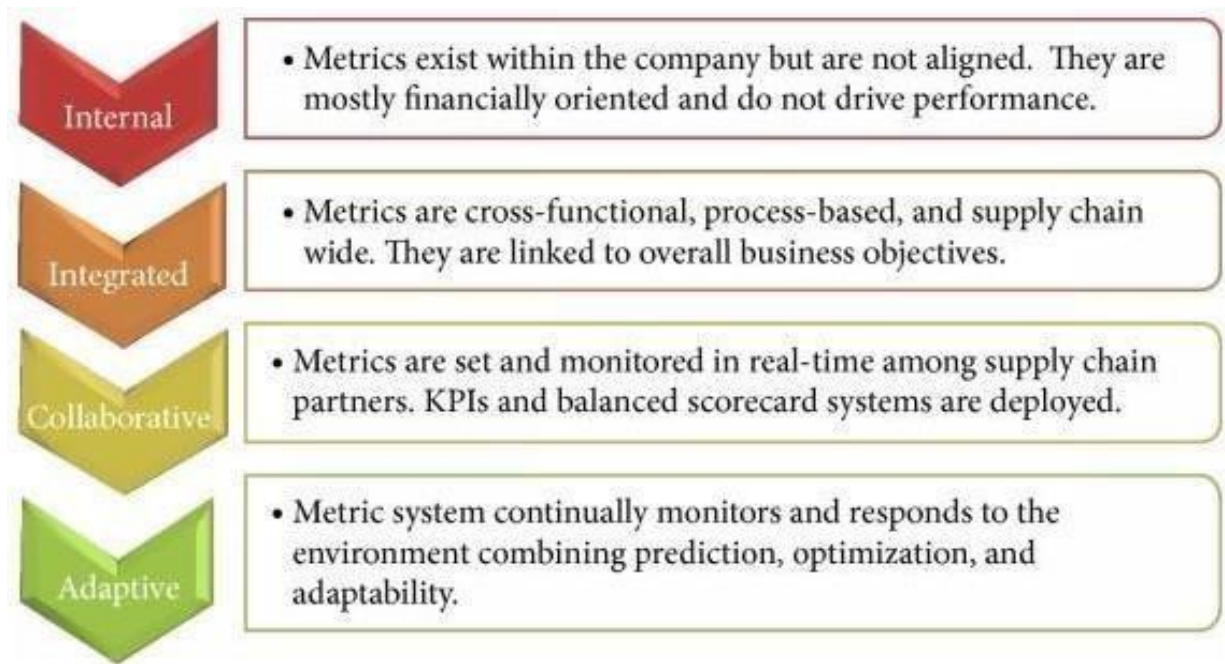 Internal
• Metrics exist within the company but are not aligned. They are
mostly financially oriented and do not drive performance.
Integrated
• Metrics are cross-functional, process-based, and supply chain
wide. They are linked to overall business objectives.
Collaborative
• Metrics are set and monitored in real-time among supply chain
partners. KPIs and balanced scorecard systems are deployed.
Adaptive
• Metric system continually monitors and responds to the
environment combining prediction, optimization, and
adaptability.